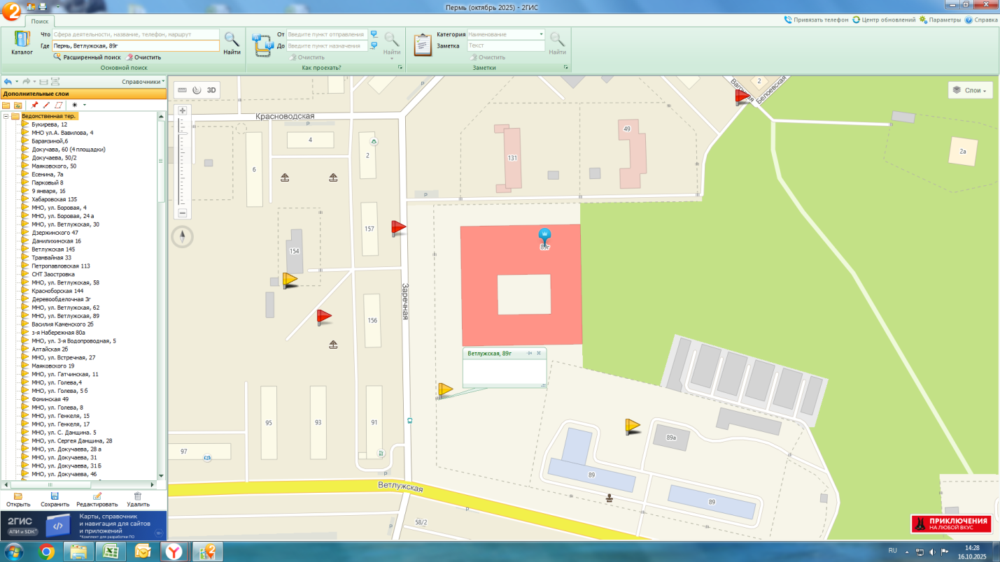 Пермь (октябрь 2025) - 2ГИС
Поиск
Привязать телефон
Центр обновлений
Параметры
Справка
Что
Сфера деятельности, название, телефон, маршрут
Где
Пермь, Ветлужская, 89г
Каталог
Найти
Расширенный поиск
Очистить
Основной поиск
От
Введите пункт отправления
До
Введите пункт назначения
Найти
Очистить
Как проехать?
Категория
Наименование
Заметка
Текст
Найти
Очистить
Заметки
Справочники
Дополнительные слои
Ведомственная тер.
Букирева, 12
МНО ул.А. Вавилова, 4
Баранзиной,6
Докучава, 60 (4 площадки)
Докучаева, 50/2
Маяковского, 50
Есенина, 7а
Парковый 8
9 января, 16
Хабаровская 135
МНО, ул. Боровая, 4
МНО, ул. Боровая, 24 а
МНО, ул. Ветлужская, 30
Дзержинского 47
Данилихинская 16
Ветлужская 145
Трамвайная 33
Петропавловская 113
СНТ Заостровка
МНО, ул. Ветлужская, 58
Красноборская 144
Деревообделочная 3г
МНО, ул. Ветлужская, 62
МНО, ул. Ветлужская, 89
Василия Каменского 2б
з-я Набережная 80а
МНО, ул. 3-я Водопроводная, 5
Алтайская 2б
МНО, ул. Встречная, 27
Маяковского 19
МНО, ул. Гатчинская, 11
МНО, ул. Голева,4
МНО, ул. Голева, 5 б
Фоминская 49
МНО, ул. Голева, 8
МНО, ул. Генкеля, 15
МНО, ул. Генкеля, 17
МНО, ул. С. Данщина. 5
МНО, ул. Сергея Данщина, 28
МНО, ул. Докучаева, 28 а
МНО, ул. Докучаева, 31
МНО, ул. Докучаева, 31 Б
МНО, ул. Докучаева, 46
Открыть
Сохранить
Редактировать
Удалить
2ГИС
АПИ и SDK*
Карты, справочник
и навигация для сайтов
и приложений
*Комплект для разработки ПО
3D
Слои
Красноводская
Вагонная
Белоевская
Заречная
Ветлужская
P
P
P
P
P
P
P
4
2
6
157
154
156
95
93
91
97
131
49
2
2а
89г
Ветлужская, 89г
89а
89
89
58/2
ПРИКЛЮЧЕНИЯ
НА ЛЮБОЙ ВКУС
RU
14:28
16.10.2025